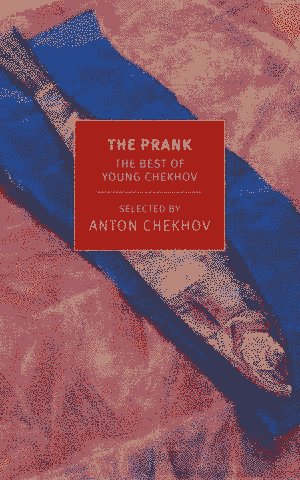 THE PRANK
THE BEST OF
YOUNG CHEKHOV
SELECTED BY
ANTON CHEKHOV